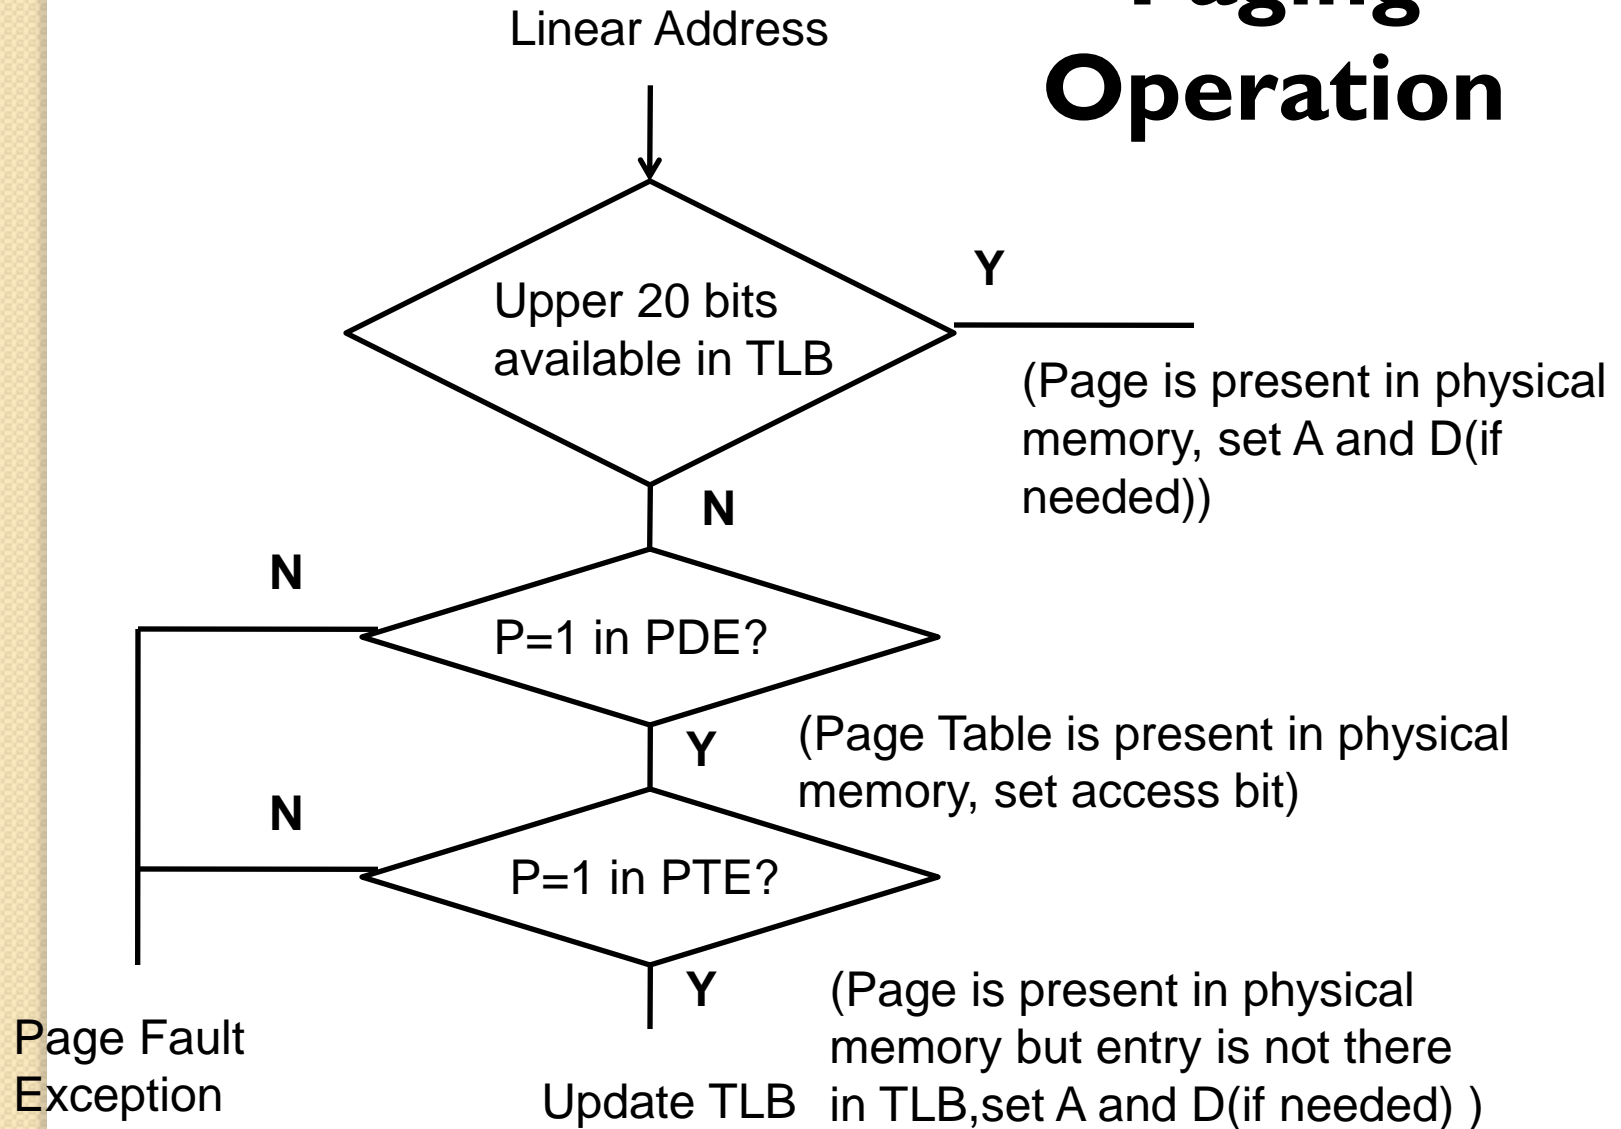 Paging
Operation
Linear Address
Upper 20 bits
available in TLB
Y
(Page is present in physical
memory, set A and D(if
needed))
N
N
P=1 in PDE?
Y
(Page Table is present in physical
memory, set access bit)
N
P=1 in PTE?
Y
(Page is present in physical
memory but entry is not there
in TLB,set A and D(if needed) )
Page Fault
Exception
Update TLB